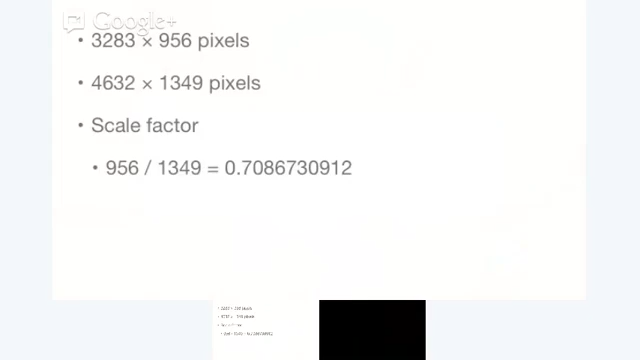 Google+
• 3283 × 956 pixels
• 4632 × 1349 pixels
• Scale factor
• 956 / 1349 = 0.7086730912